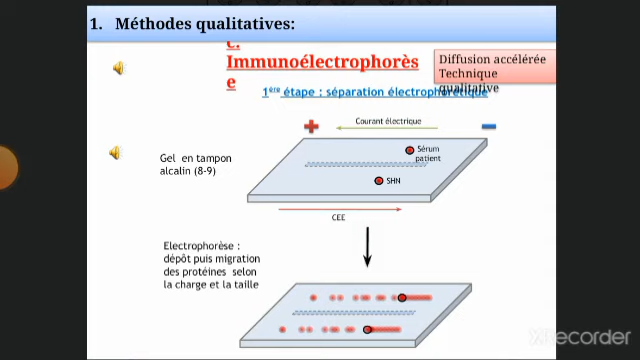 1. Méthodes qualitatives:
c.
Immunoélectrophorès
e
Diffusion accélérée
Technique
qualitative
1ère étape : séparation électrophorétique
+
Courant électrique
−
Sérum
patient
Gel en tampon
alcalin (8-9)
SHN
CEE
Electrophorèse :
dépôt puis migration
des protéines selon
la charge et la taille
XRecorder